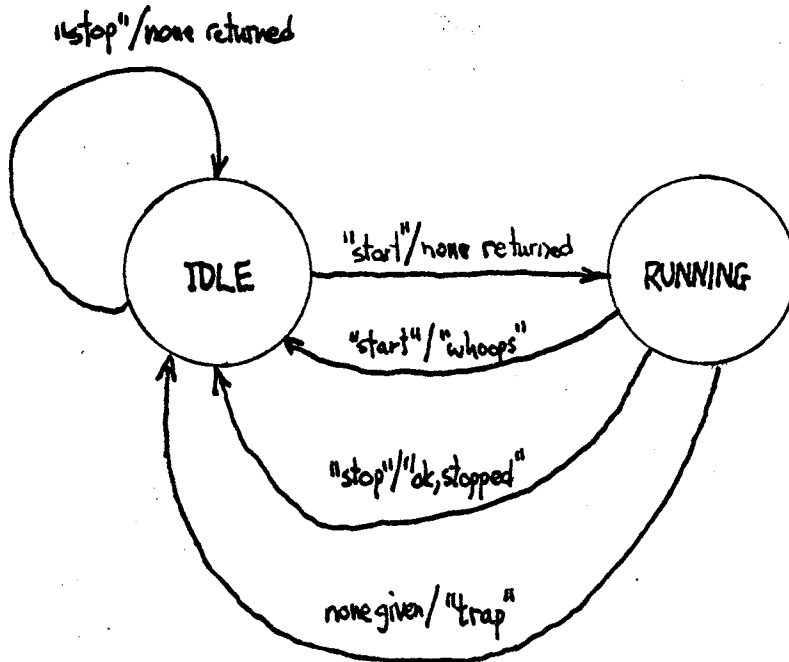 "stop"/none returned
"start"/none returned
IDLE
RUNNING
"start"/"whoops"
"stop"/"ok, stopped"
none given/"trap"